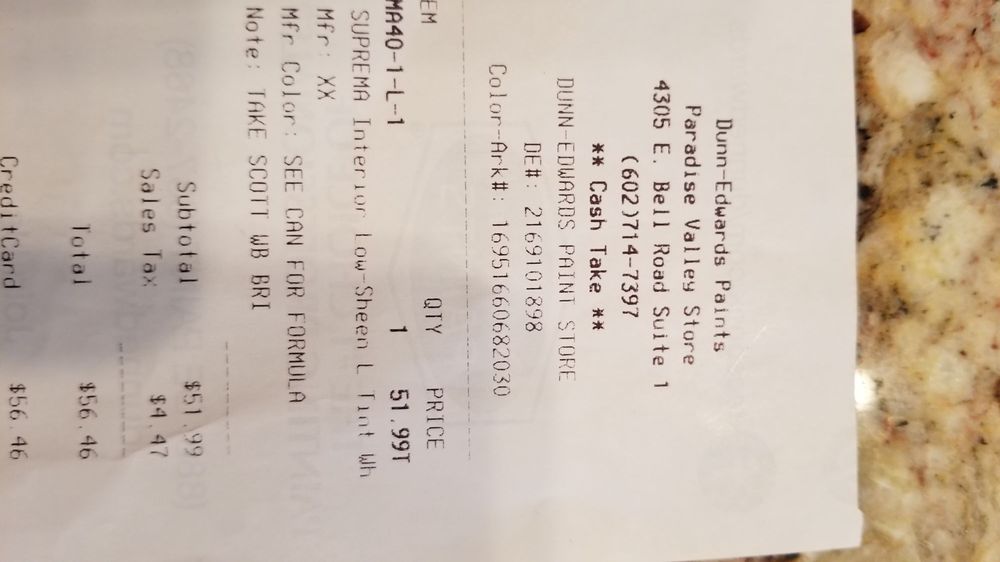 Dunn-Edwards Paints
Paradise Valley Store
4305 E. Bell Road Suite 1
(602)714-7397
** Cash Take **
DUNN-EDWARDS PAINT STORE
DE#: 2169101898
Color-Ark#: 16951660682030
EM QTY PRICE
MA40-1-L-1 1 51.99T
SUPREMA Interior Low-Sheen L Tint Wh
Mfr: XX
Mfr Color: SEE CAN FOR FORMULA
Note: TAKE SCOTT WB BRI
Subtotal $51.99
Sales Tax $4.47
Total $56.46
CreditCard $56.46